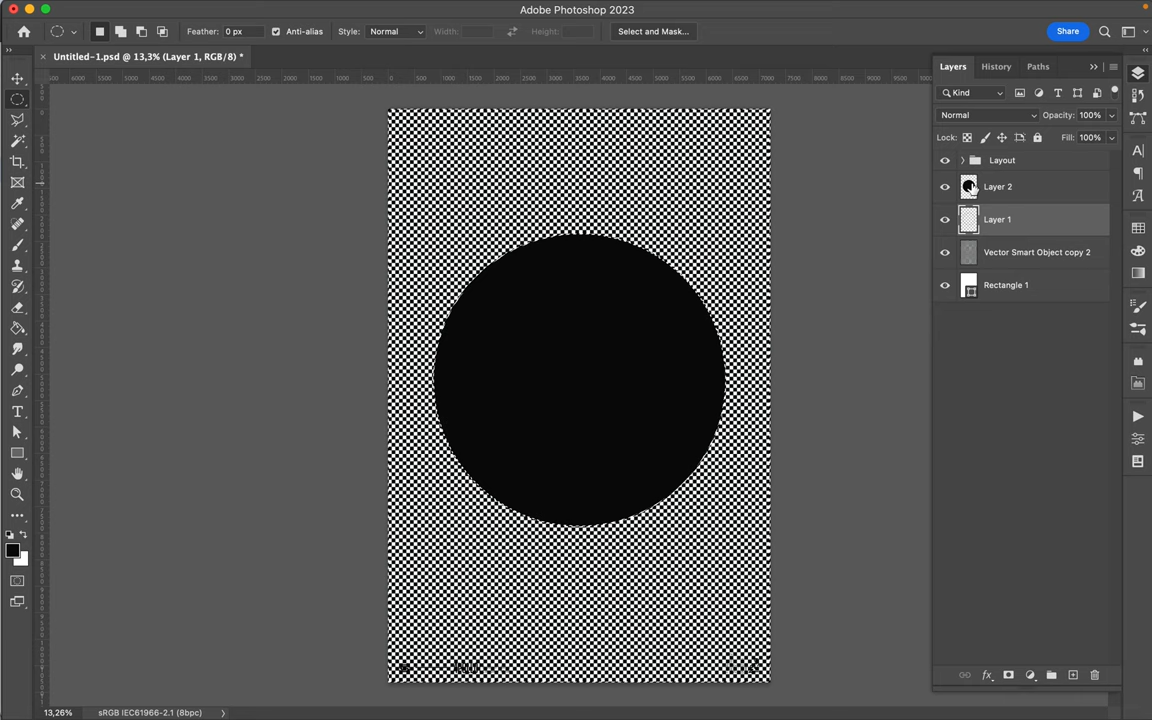 Adobe Photoshop 2023
Feather: 0 px
Anti-alias
Style: Normal
Width:
Height:
Select and Mask...
Share
Untitled-1.psd @ 13,3% (Layer 1, RGB/8) *
Layers
History
Paths
Kind
Normal
Opacity: 100%
Lock:
Fill: 100%
Layout
Layer 2
Layer 1
Vector Smart Object copy 2
Rectangle 1
fx
13,26%
sRGB IEC61966-2.1 (8bpc)